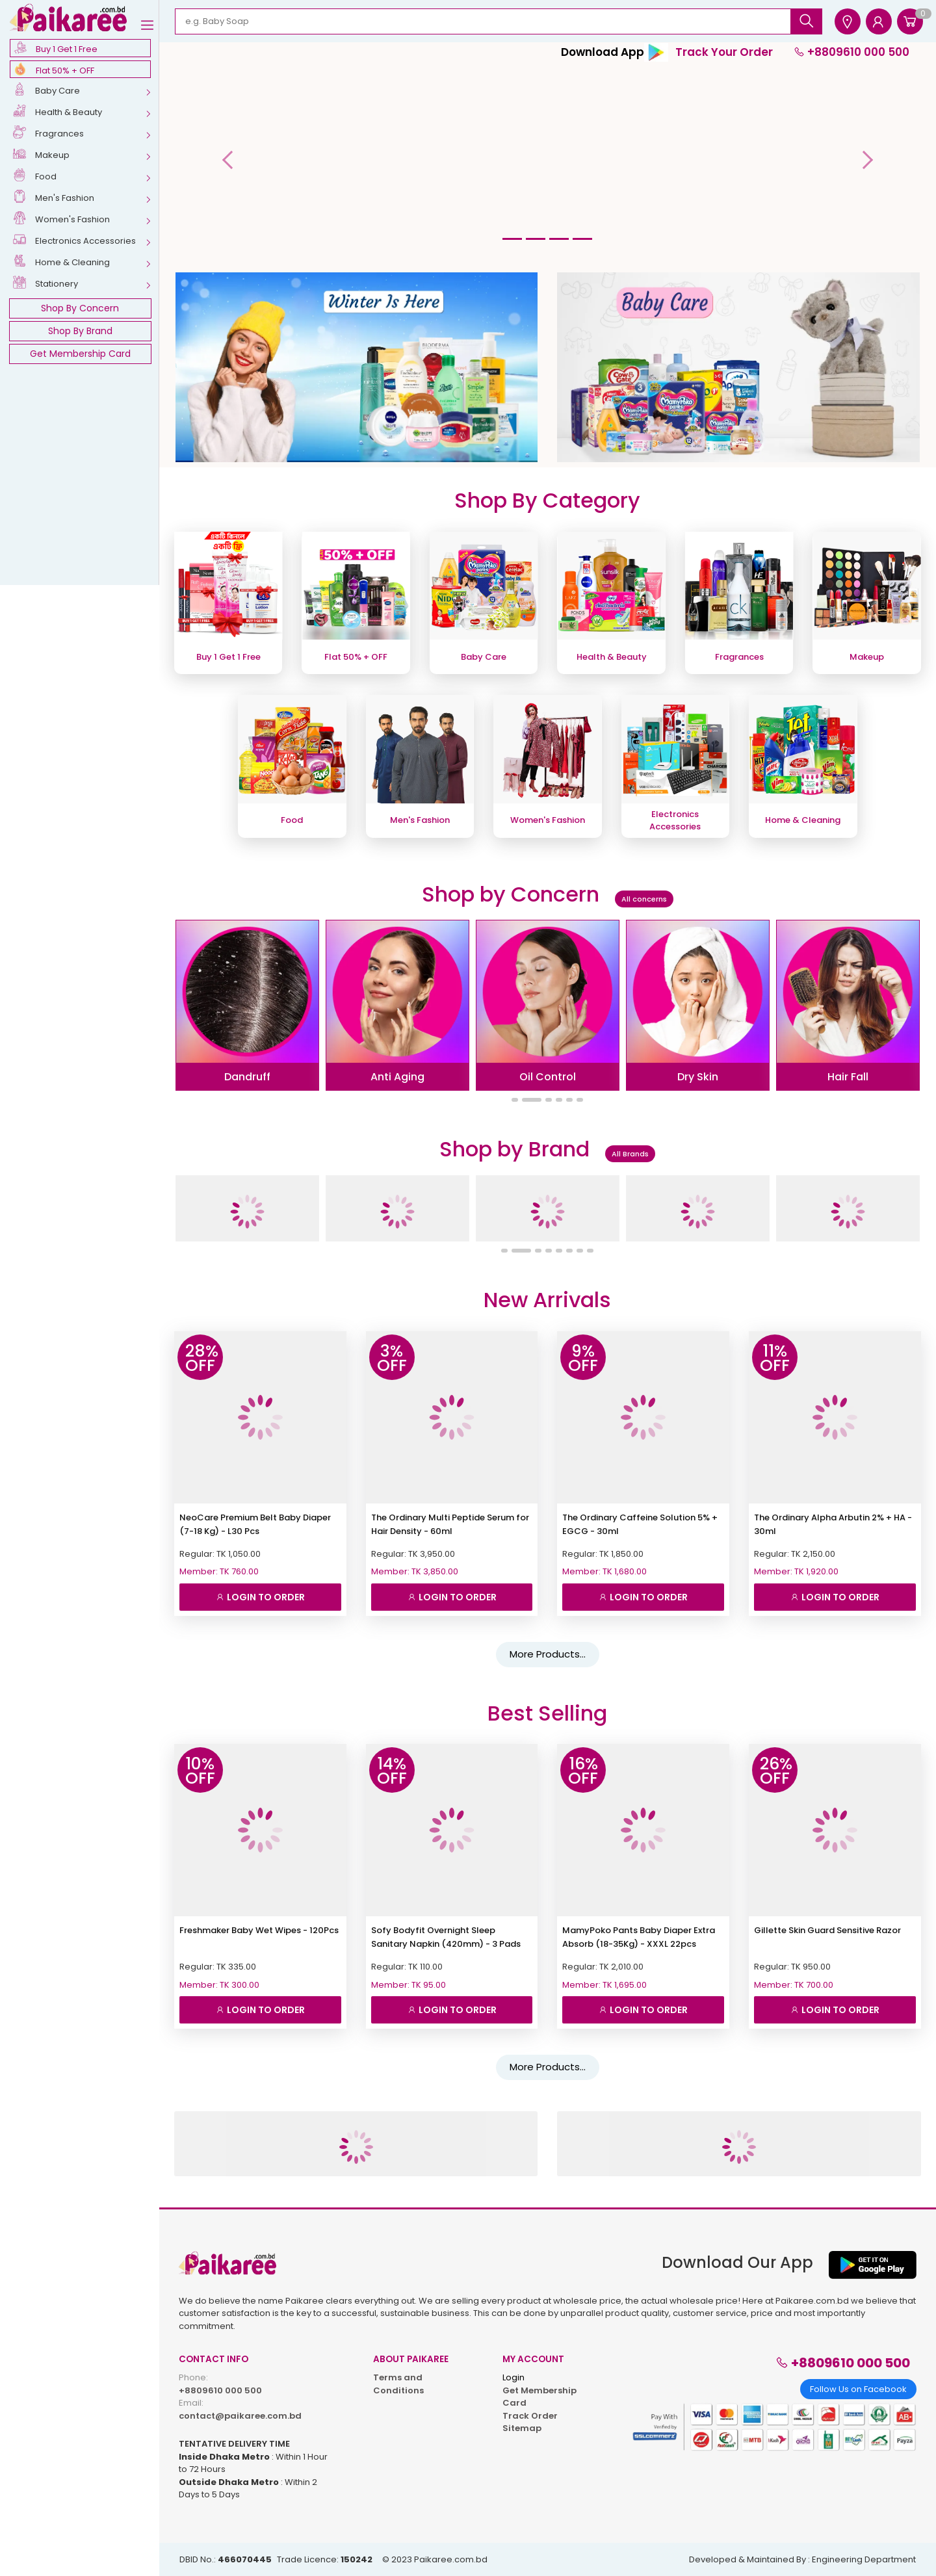 Paikaree.com.bd
e.g. Baby Soap
0
Download App
Track Your Order
+8809610 000 500
Buy 1 Get 1 Free
Flat 50% + OFF
Baby Care
Health & Beauty
Fragrances
Makeup
Food
Men's Fashion
Women's Fashion
Electronics Accessories
Home & Cleaning
Stationery
Shop By Concern
Shop By Brand
Get Membership Card
Winter Is Here
Baby Care
Shop By Category
একটি কিনলে
একটি ফ্রি
BUY 1 GET 1 FREE
BUY 1 GET 1 FREE
50% + OFF
Buy 1 Get 1 Free
Flat 50% + OFF
Baby Care
Health & Beauty
Fragrances
Makeup
Food
Men's Fashion
Women's Fashion
Electronics
Accessories
Home & Cleaning
Shop by Concern
All concerns
Dandruff
Anti Aging
Oil Control
Dry Skin
Hair Fall
Shop by Brand
All Brands
New Arrivals
28%
OFF
3%
OFF
9%
OFF
11%
OFF
NeoCare Premium Belt Baby Diaper
(7-18 Kg) - L30 Pcs
Regular: TK 1,050.00
Member: TK 760.00
LOGIN TO ORDER
The Ordinary Multi Peptide Serum for
Hair Density - 60ml
Regular: TK 3,950.00
Member: TK 3,850.00
LOGIN TO ORDER
The Ordinary Caffeine Solution 5% +
EGCG - 30ml
Regular: TK 1,850.00
Member: TK 1,680.00
LOGIN TO ORDER
The Ordinary Alpha Arbutin 2% + HA -
30ml
Regular: TK 2,150.00
Member: TK 1,920.00
LOGIN TO ORDER
More Products...
Best Selling
10%
OFF
14%
OFF
16%
OFF
26%
OFF
Freshmaker Baby Wet Wipes - 120Pcs
Regular: TK 335.00
Member: TK 300.00
LOGIN TO ORDER
Sofy Bodyfit Overnight Sleep
Sanitary Napkin (420mm) - 3 Pads
Regular: TK 110.00
Member: TK 95.00
LOGIN TO ORDER
MamyPoko Pants Baby Diaper Extra
Absorb (18-35Kg) - XXXL 22pcs
Regular: TK 2,010.00
Member: TK 1,695.00
LOGIN TO ORDER
Gillette Skin Guard Sensitive Razor
Regular: TK 950.00
Member: TK 700.00
LOGIN TO ORDER
More Products...
Paikaree.com.bd
Download Our App
GET IT ON
Google Play
We do believe the name Paikaree clears everything out. We are selling every product at wholesale price, the actual wholesale price! Here at Paikaree.com.bd we believe that
customer satisfaction is the key to a successful, sustainable business. This can be done by unparallel product quality, customer service, price and most importantly
commitment.
CONTACT INFO
Phone:
+8809610 000 500
Email:
contact@paikaree.com.bd
TENTATIVE DELIVERY TIME
Inside Dhaka Metro : Within 1 Hour
to 72 Hours
Outside Dhaka Metro : Within 2
Days to 5 Days
ABOUT PAIKAREE
Terms and
Conditions
MY ACCOUNT
Login
Get Membership
Card
Track Order
Sitemap
+8809610 000 500
Follow Us on Facebook
Pay With
Verified by
SSLCOMMERZ
VISA
AB+
MTB
Payza
DBID No.: 466070445 Trade Licence: 150242 © 2023 Paikaree.com.bd
Developed & Maintained By : Engineering Department